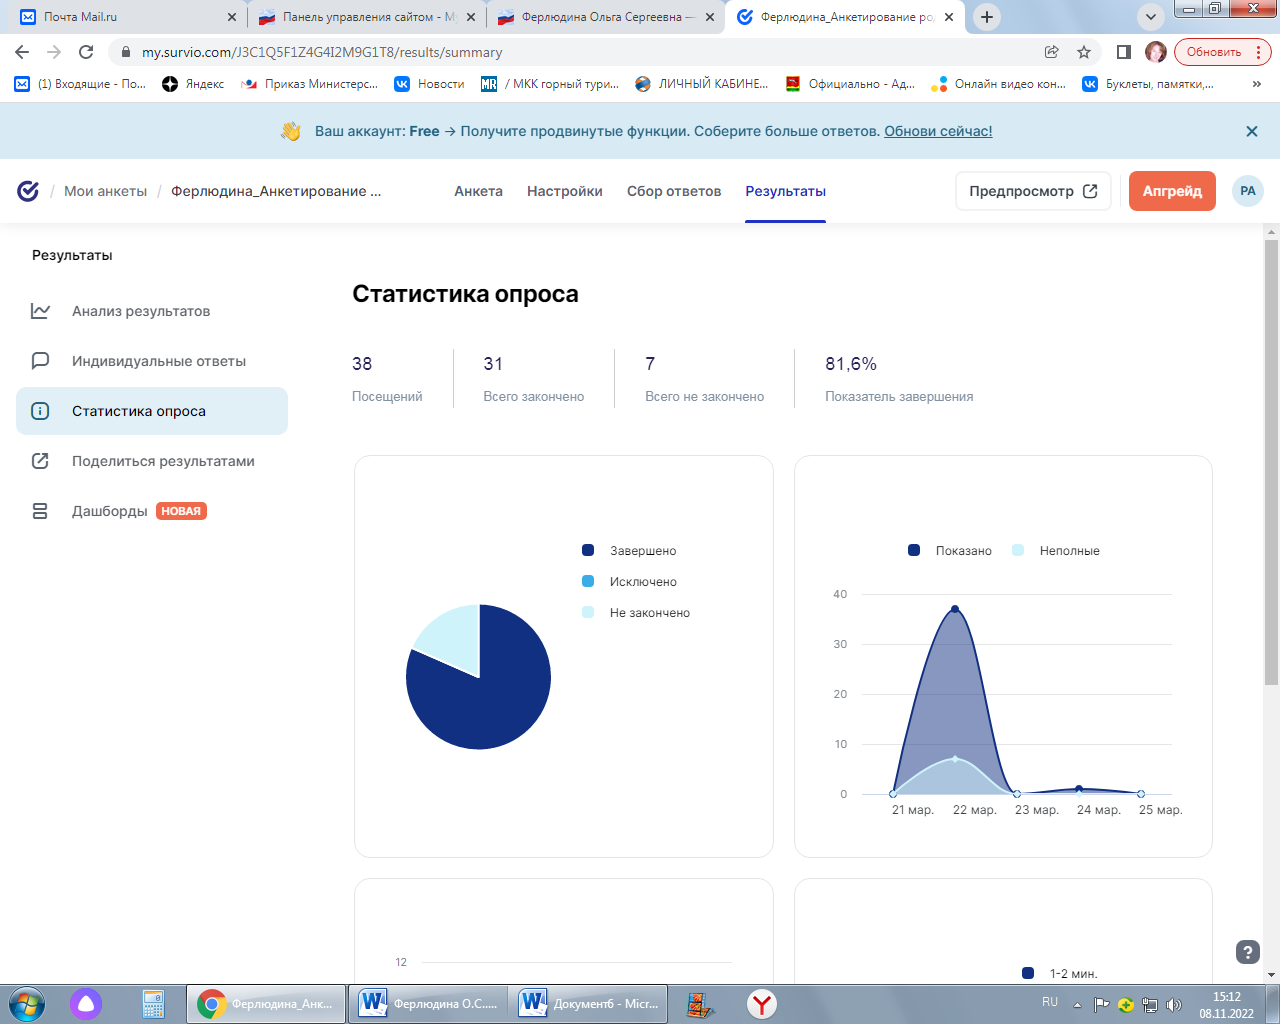 Почта Mail.ru
Панель управления сайтом - М
Ферлюдина Ольга Сергеевна —
Ферлюдина_Анкетирование ро
my.survio.com/J3C1Q5F1Z4G4I2M9G1T8/results/summary
Обновить
(1) Входящие - По...
Яндекс
Приказ Министерс...
Новости
/ МКК горный тури...
ЛИЧНЫЙ КАБИНЕ...
Официально - Ад...
Онлайн видео кон...
Буклеты, памятки,...
»
Ваш аккаунт: Free → Получите продвинутые функции. Соберите больше ответов. Обнови сейчас!
/ Мои анкеты / Ферлюдина_Анкетирование ...
Анкета
Настройки
Сбор ответов
Результаты
Предпросмотр
Апгрейд
РА
Результаты
Анализ результатов
Индивидуальные ответы
Статистика опроса
Поделиться результатами
Дашборды НОВАЯ
Статистика опроса
38
Посещений
31
Всего закончено
7
Всего не закончено
81,6%
Показатель завершения
Завершено
Исключено
Не закончено
Показано
Неполные
40
30
20
10
0
21 мар.
22 мар.
23 мар.
24 мар.
25 мар.
12
1-2 мин.
?
Ферлюдина_Анк...
Ферлюдина О.С....
Документ6 - Micr...
RU
15:12
08.11.2022